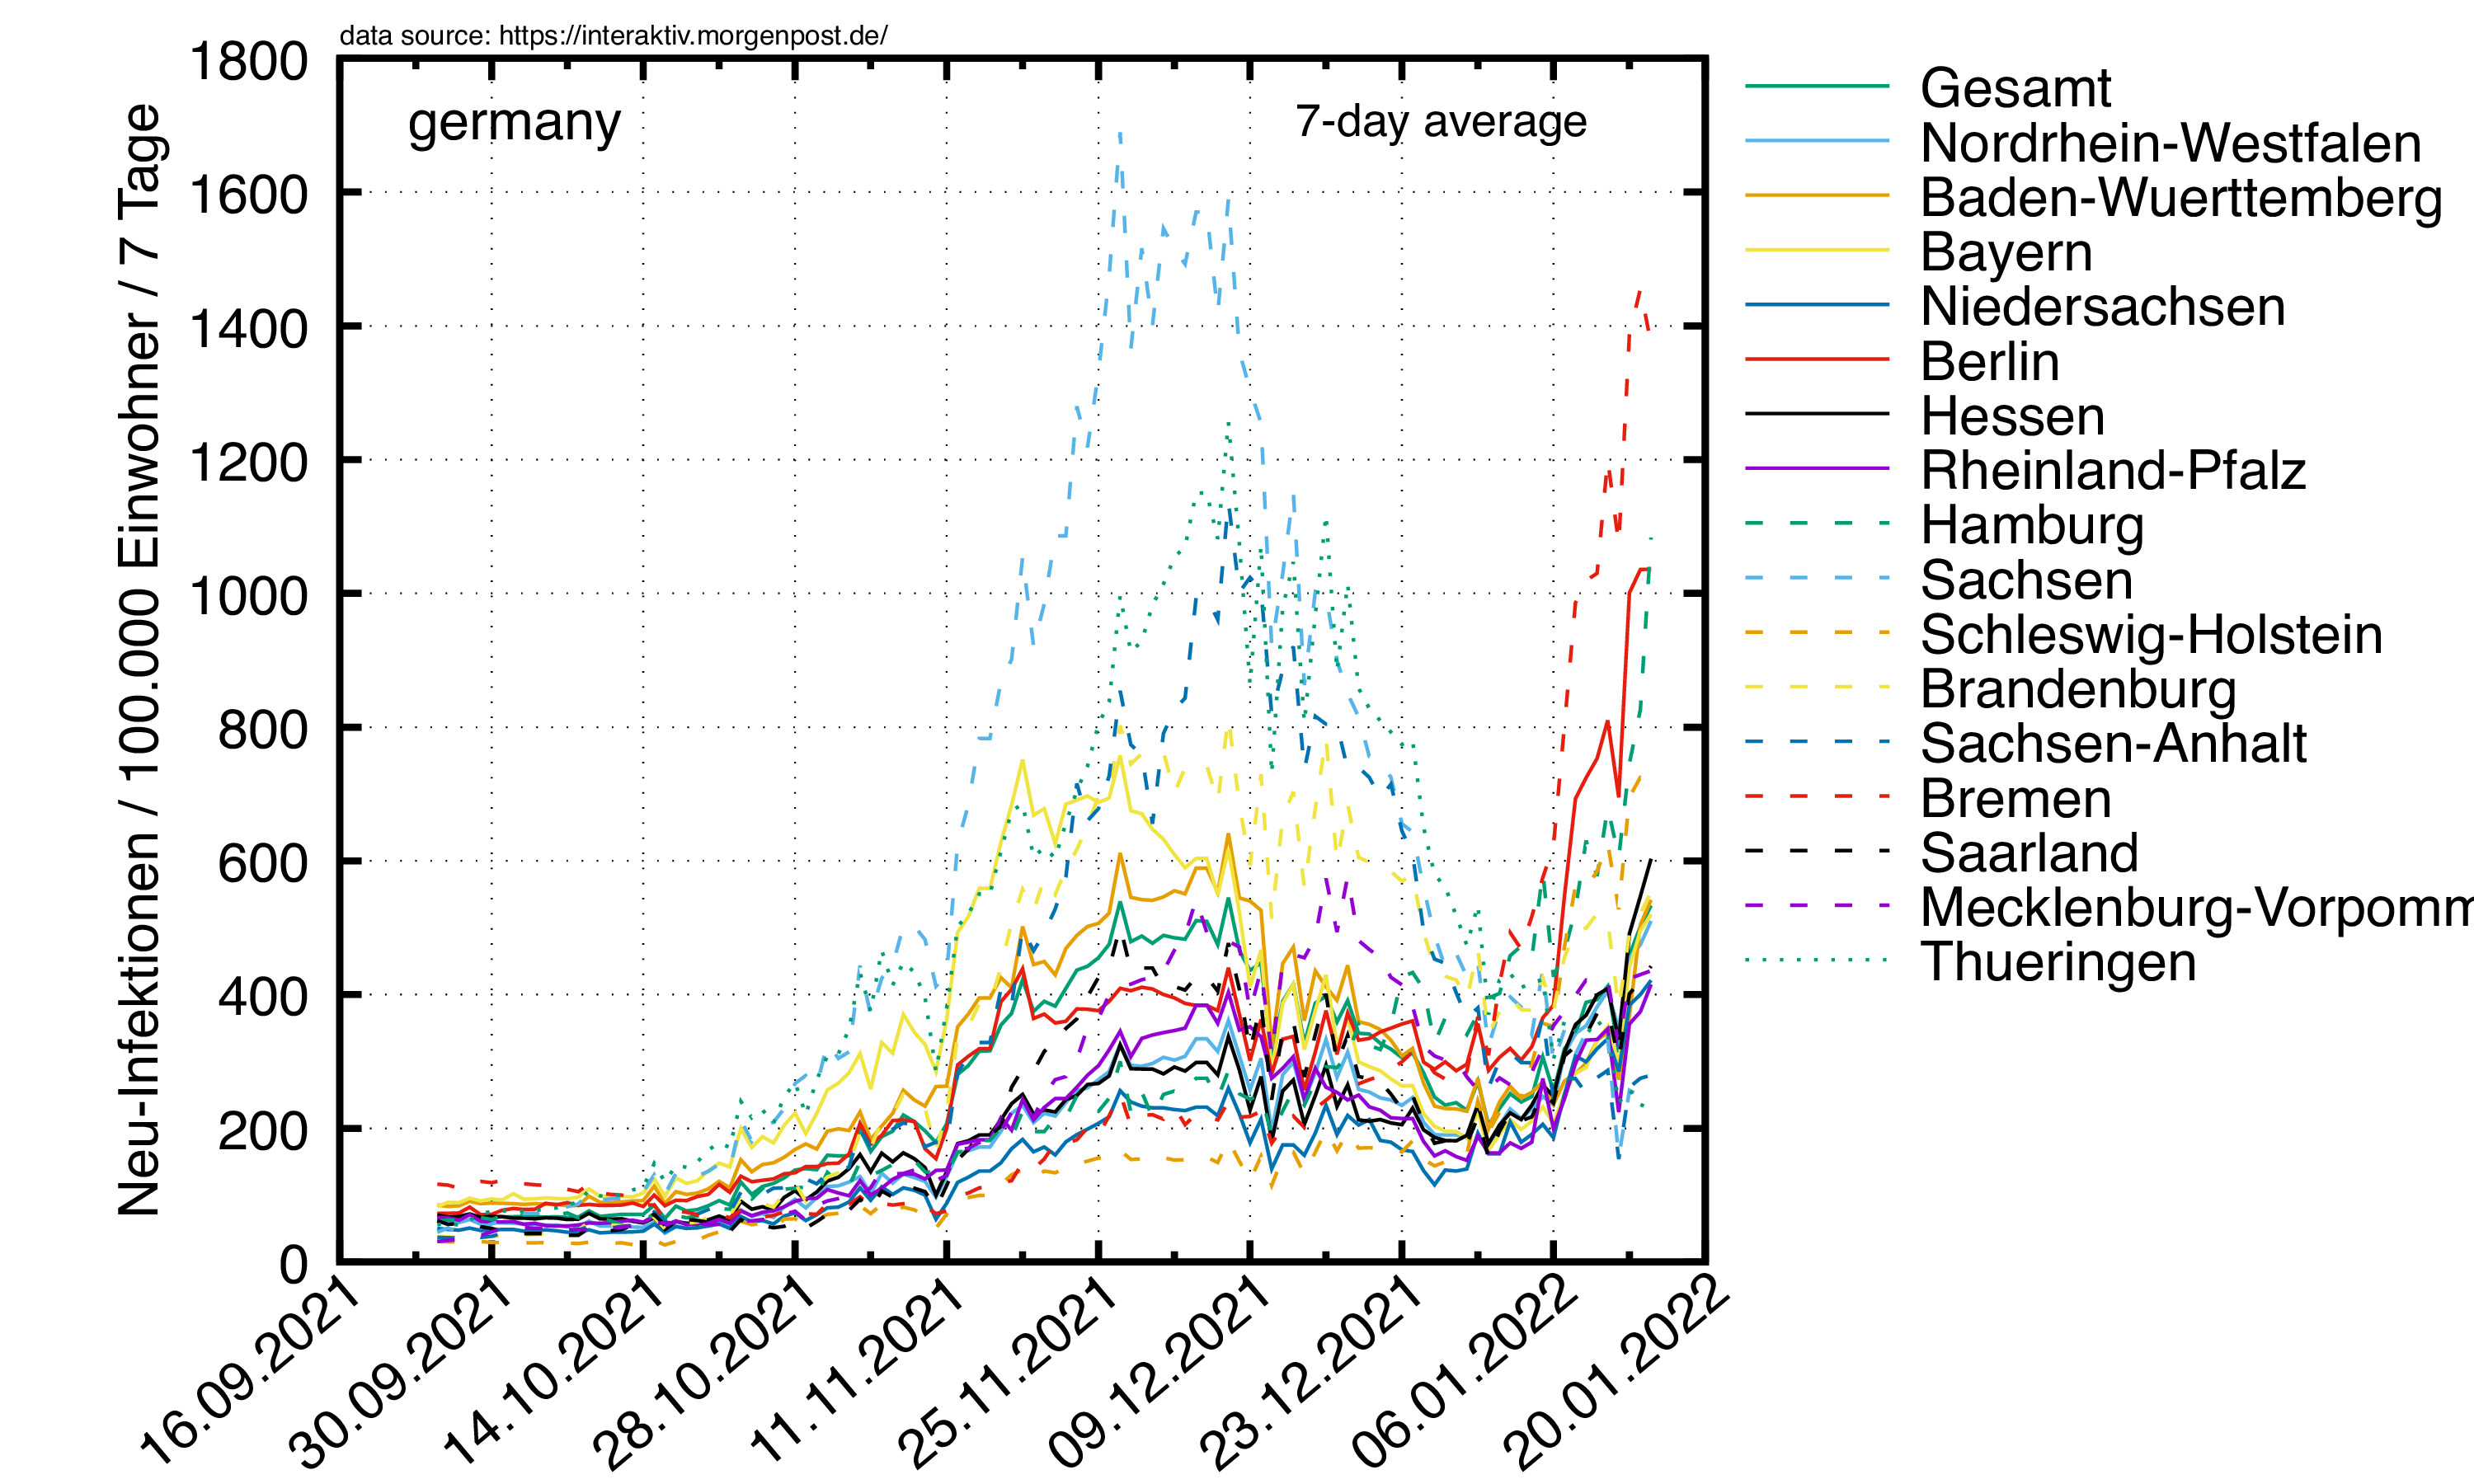 data source: https://interaktiv.morgenpost.de/
germany
7-day average
Neu-Infektionen / 100.000 Einwohner / 7 Tage
1800
1600
1400
1200
1000
800
600
400
200
0
16.09.2021
30.09.2021
14.10.2021
28.10.2021
11.11.2021
25.11.2021
09.12.2021
23.12.2021
06.01.2022
20.01.2022
Gesamt
Nordrhein-Westfalen
Baden-Wuerttemberg
Bayern
Niedersachsen
Berlin
Hessen
Rheinland-Pfalz
Hamburg
Sachsen
Schleswig-Holstein
Brandenburg
Sachsen-Anhalt
Bremen
Saarland
Mecklenburg-Vorpomm
Thueringen